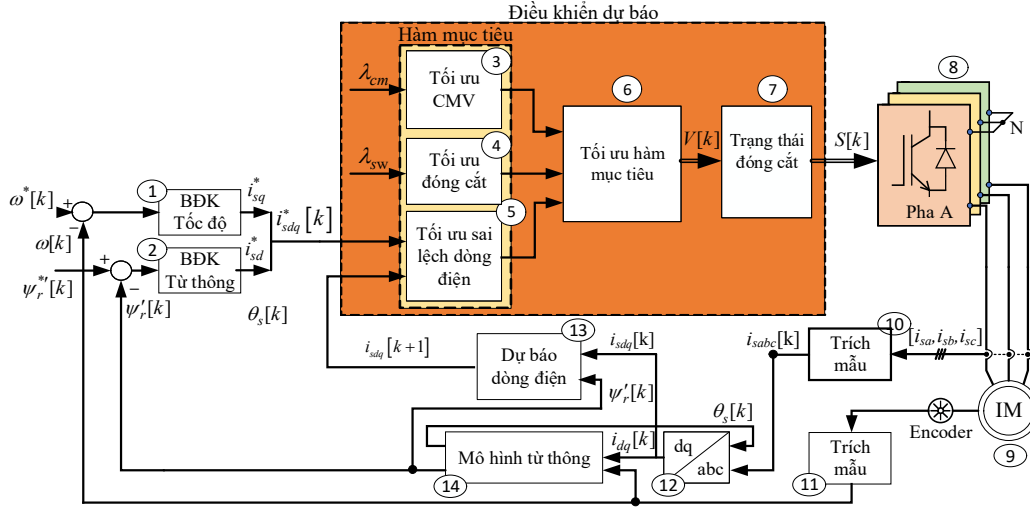 Điều khiển dự báo
Hàm mục tiêu
λcm
3
Tối ưu
CMV
λsw
4
Tối ưu
đóng cắt
5
Tối ưu sai
lệch dòng
điện
6
Tối ưu hàm
mục tiêu
V[k]
7
Trạng thái
đóng cắt
S[k]
8
N
Pha A
ω*[k]
+
−
ω[k]
1
BĐK
Tốc độ
i*sq
i*sdq[k]
2
BĐK
Từ thông
i*sd
+
−
ψ*′r[k]
ψ′r[k]
θs[k]
isdq[k+1]
13
Dự báo
dòng điện
isdq[k]
ψ′r[k]
isabc[k]
10
Trích
mẫu
[isa,isb,isc]
IM
9
Encoder
Trích
mẫu
11
θs[k]
idq[k]
dq
abc
12
Mô hình từ thông
14